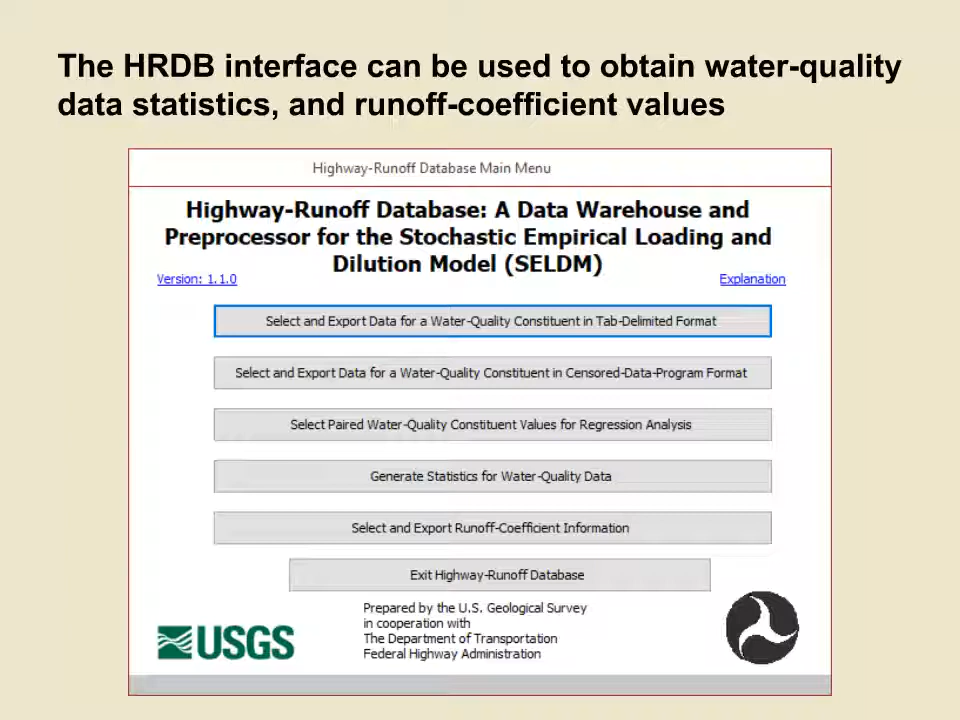 The HRDB interface can be used to obtain water-quality
data statistics, and runoff-coefficient values
Highway-Runoff Database Main Menu
Highway-Runoff Database: A Data Warehouse and
Preprocessor for the Stochastic Empirical Loading and
Dilution Model (SELDM)
Version: 1.1.0
Explanation
Select and Export Data for a Water-Quality Constituent in Tab-Delimited Format
Select and Export Data for a Water-Quality Constituent in Censored-Data-Program Format
Select Paired Water-Quality Constituent Values for Regression Analysis
Generate Statistics for Water-Quality Data
Select and Export Runoff-Coefficient Information
Exit Highway-Runoff Database
Prepared by the U.S. Geological Survey
in cooperation with
The Department of Transportation
Federal Highway Administration
USGS